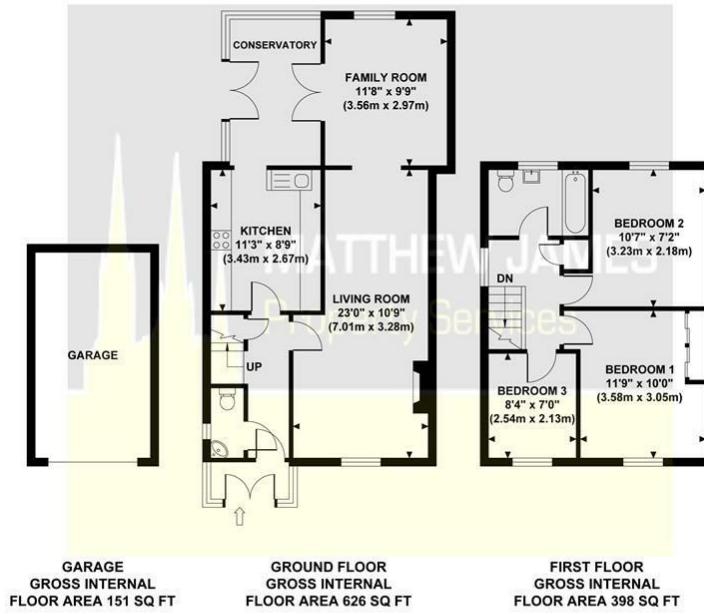 CONSERVATORY
FAMILY ROOM
11'8" x 9'9"
(3.56m x 2.97m)
KITCHEN
11'3" x 8'9"
(3.43m x 2.67m)
LIVING ROOM
23'0" x 10'9"
(7.01m x 3.28m)
UP
GARAGE
BEDROOM 2
10'7" x 7'2"
(3.23m x 2.18m)
DN
BEDROOM 1
11'9" x 10'0"
(3.58m x 3.05m)
BEDROOM 3
8'4" x 7'0"
(2.54m x 2.13m)
MATTHEW JAMES
Property Services
GARAGE
GROSS INTERNAL
FLOOR AREA 151 SQ FT
GROUND FLOOR
GROSS INTERNAL
FLOOR AREA 626 SQ FT
FIRST FLOOR
GROSS INTERNAL
FLOOR AREA 398 SQ FT